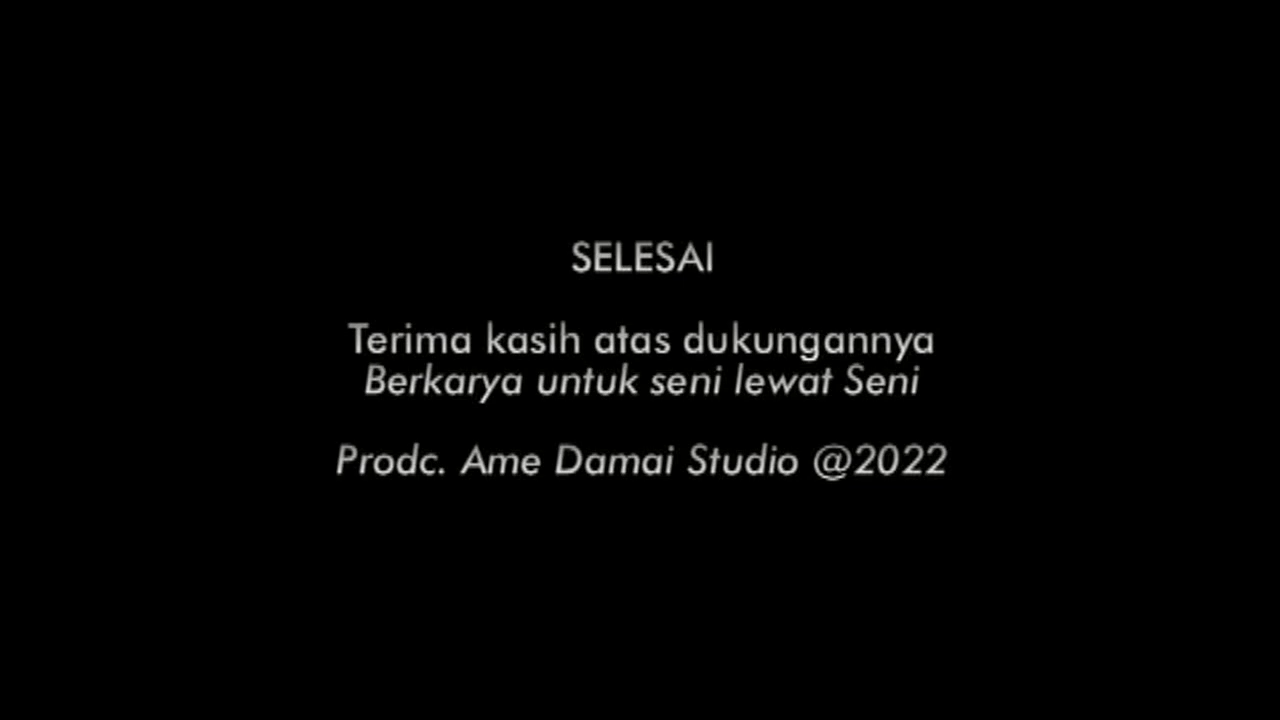 SELESAI
Terima kasih atas dukungannya
Berkarya untuk seni lewat Seni
Prodc. Ame Damai Studio @2022